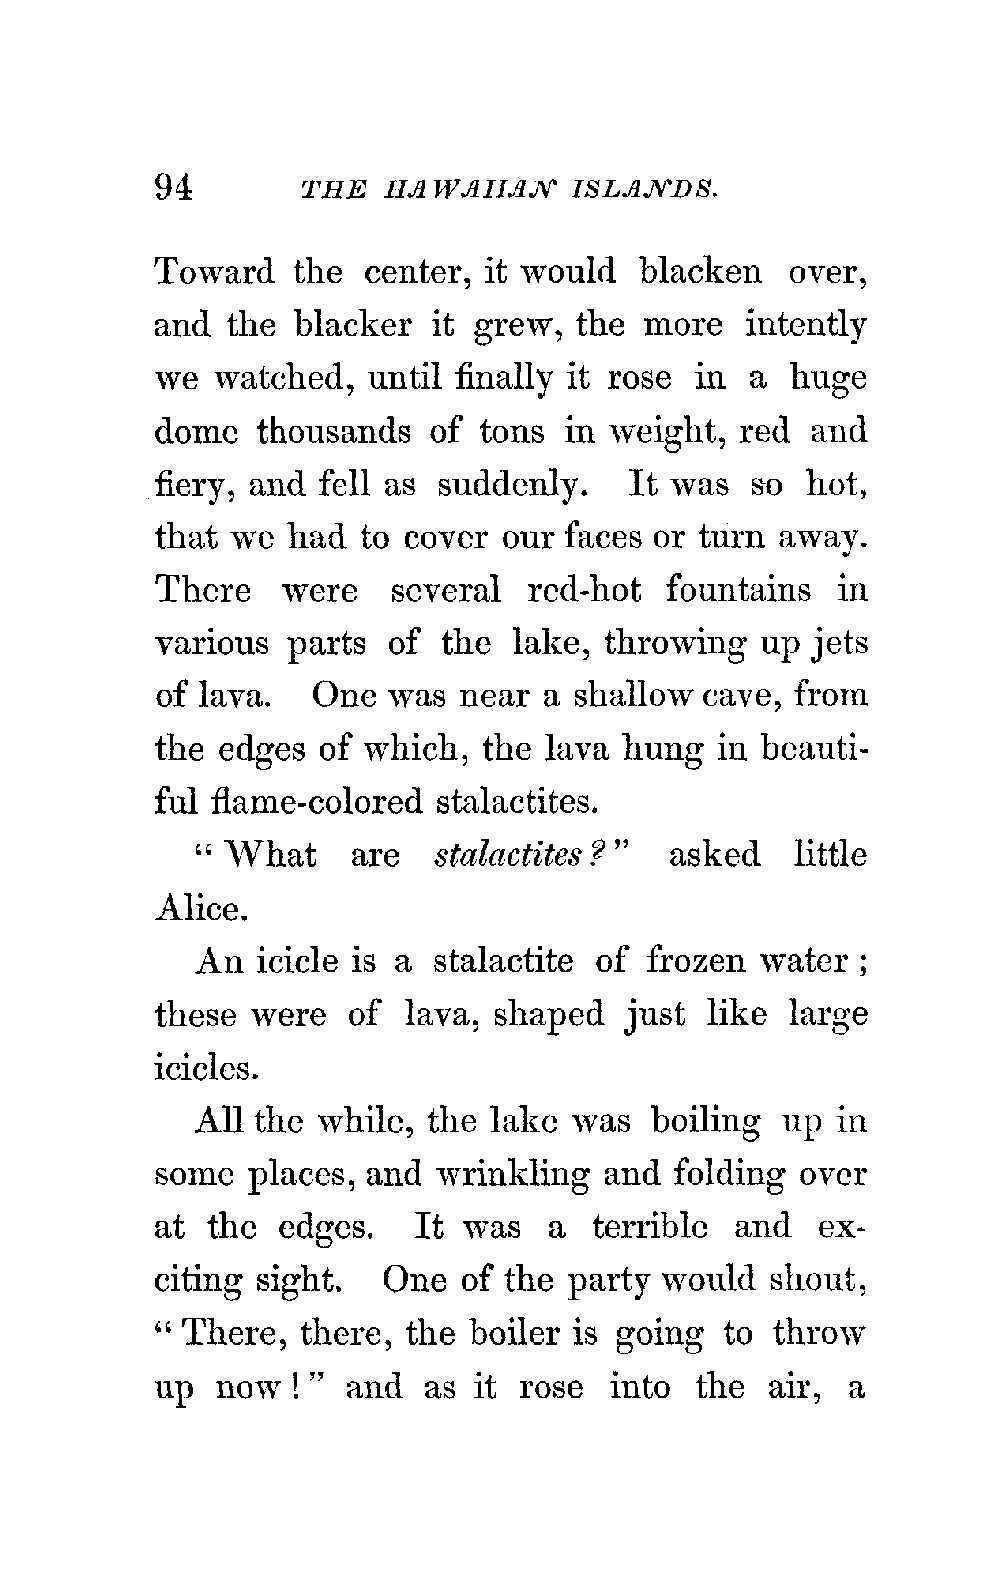 94 THE HAWAIIAN ISLANDS.
Toward the center, it would blacken over,
and the blacker it grew, the more intently
we watched, until finally it rose in a huge
dome thousands of tons in weight, red and
fiery, and fell as suddenly. It was so hot,
that we had to cover our faces or turn away.
There were several red-hot fountains in
various parts of the lake, throwing up jets
of lava. One was near a shallow cave, from
the edges of which, the lava hung in beauti-
ful flame-colored stalactites.
“What are stalactites?” asked little
Alice.
An icicle is a stalactite of frozen water;
these were of lava, shaped just like large
icicles.
All the while, the lake was boiling up in
some places, and wrinkling and folding over
at the edges. It was a terrible and ex-
citing sight. One of the party would shout,
“There, there, the boiler is going to throw
up now!” and as it rose into the air, a